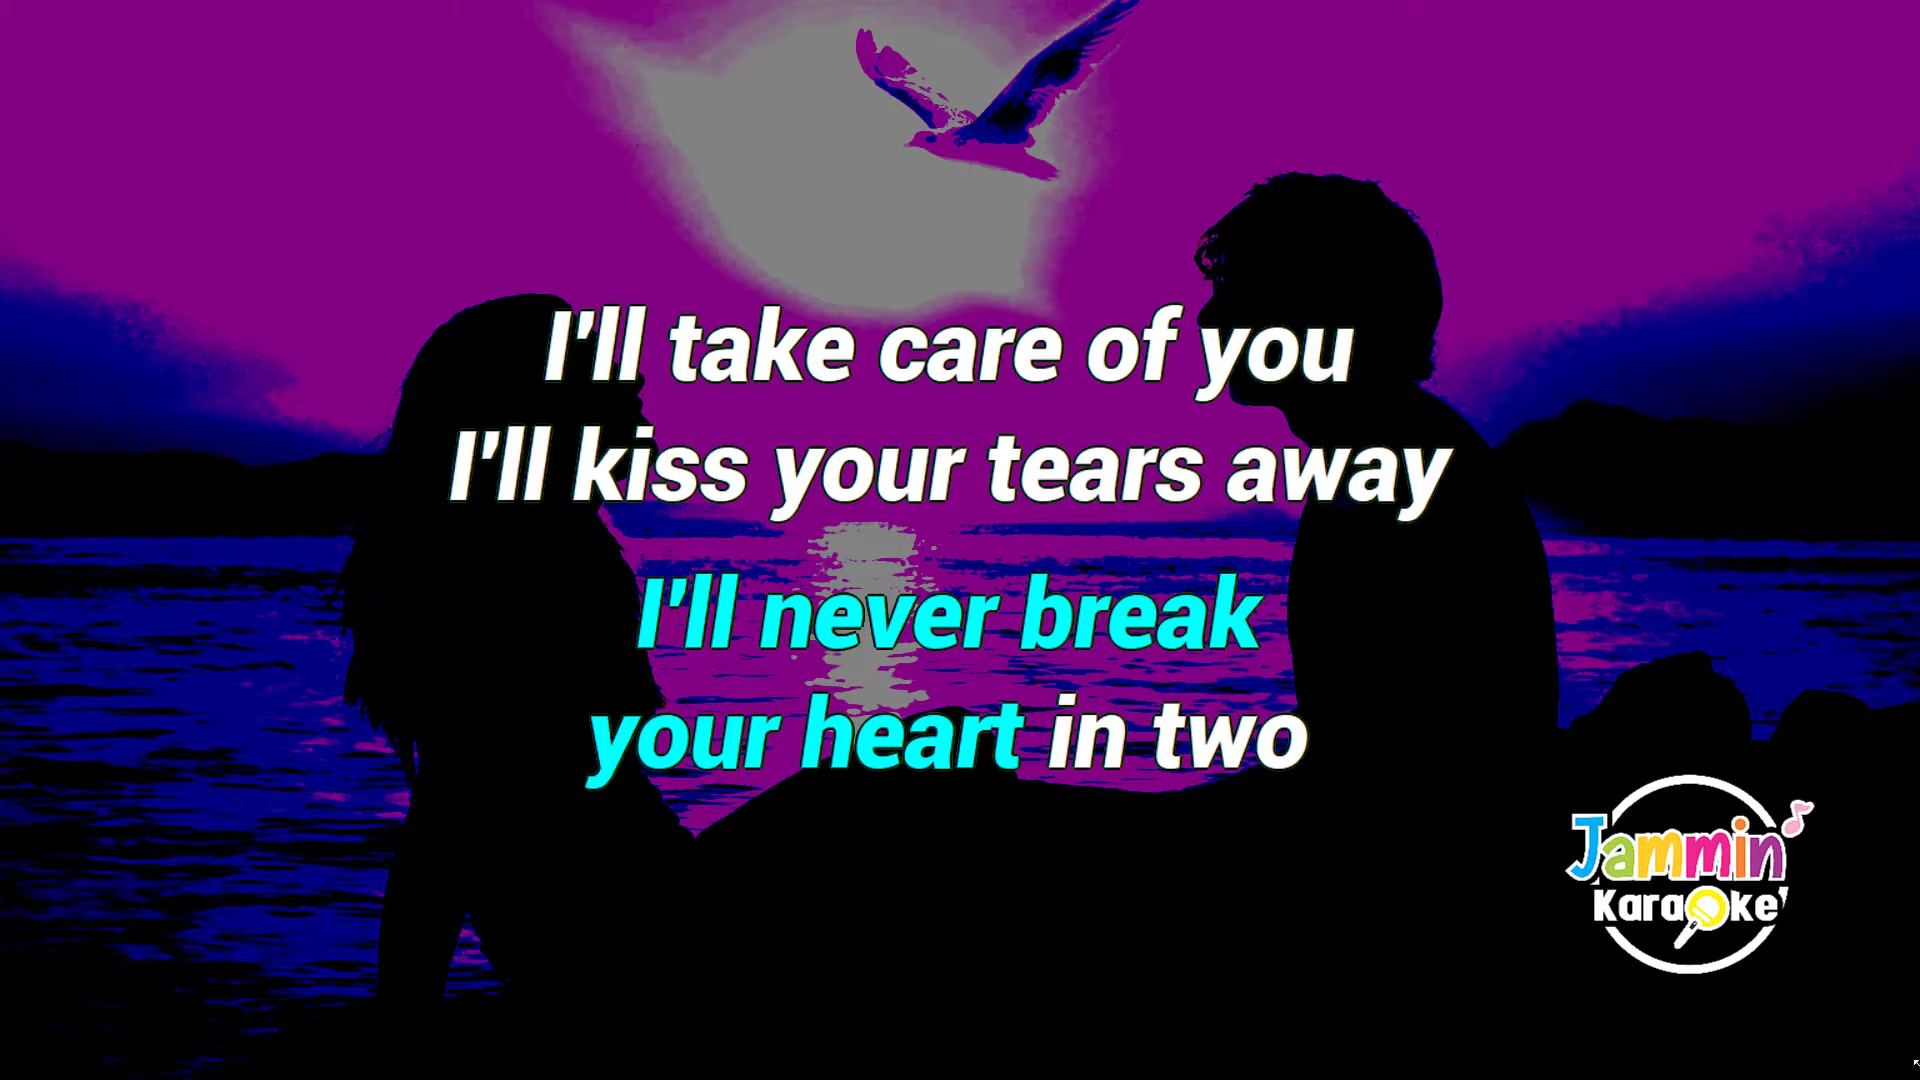 I'll take care of you
I'll kiss your tears away
I'll never break
your heart in two
Jammin'
Karaoke